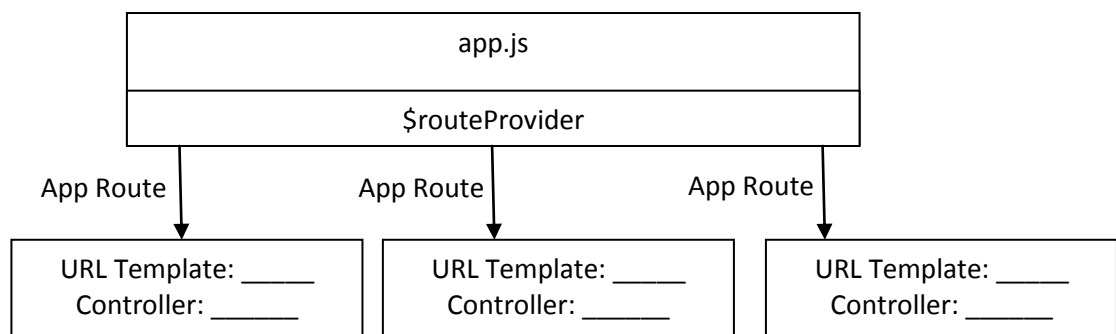 app.js
$routeProvider
App Route
App Route
App Route
URL Template: _____
Controller: ______
URL Template: _____
Controller: ______
URL Template: _____
Controller: ______